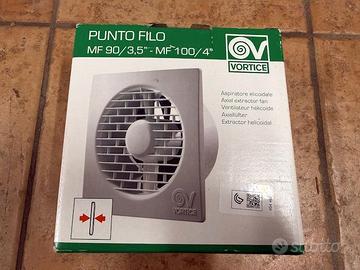 PUNTO FILO
MF 90/3,5" - MF 100/4"
VORTICE
Aspiratore elicoidale
Axial extractor fan
Ventilateur hélicoïde
Axiallüfter
Extractor helicoidal
VORTICE
subito